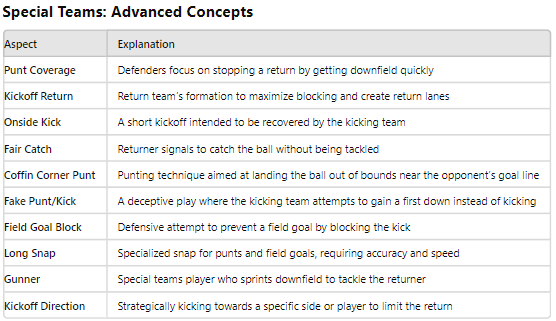 Special Teams: Advanced Concepts
Aspect Explanation
Punt Coverage Defenders focus on stopping a return by getting downfield quickly
Kickoff Return Return team's formation to maximize blocking and create return lanes
Onside Kick A short kickoff intended to be recovered by the kicking team
Fair Catch Returner signals to catch the ball without being tackled
Coffin Corner Punt Punting technique aimed at landing the ball out of bounds near the opponent's goal line
Fake Punt/Kick A deceptive play where the kicking team attempts to gain a first down instead of kicking
Field Goal Block Defensive attempt to prevent a field goal by blocking the kick
Long Snap Specialized snap for punts and field goals, requiring accuracy and speed
Gunner Special teams player who sprints downfield to tackle the returner
Kickoff Direction Strategically kicking towards a specific side or player to limit the return